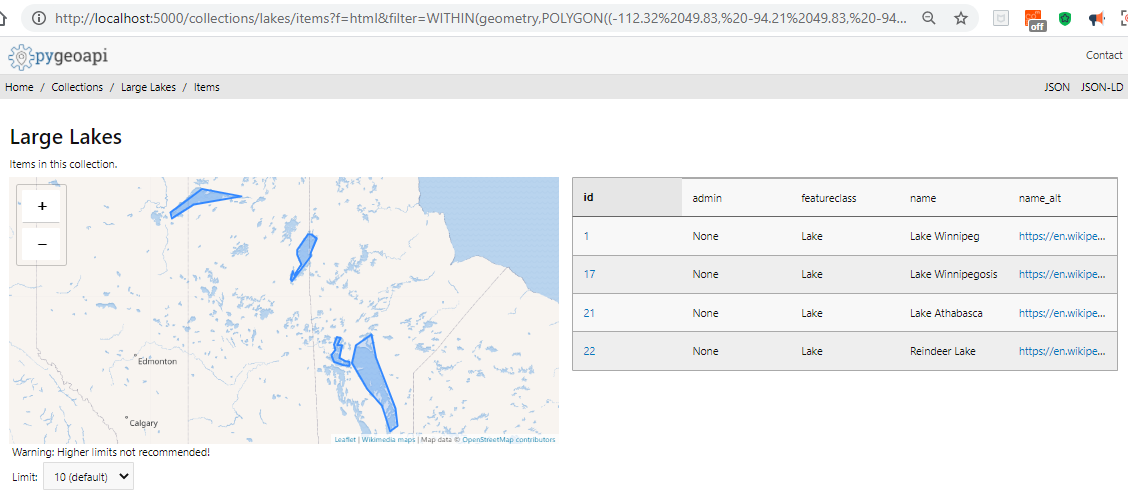 http://localhost:5000/collections/lakes/items?f=html&filter=WITHIN(geometry,POLYGON((-112.32%2049.83,%20-94.21%2049.83,%20-94...
off
pygeoapi
Contact
Home / Collections / Large Lakes / Items
JSON JSON-LD
Large Lakes
Items in this collection.
+
−
Edmonton
Calgary
Leaflet | Wikimedia maps | Map data © OpenStreetMap contributors
id admin featureclass name name_alt
1 None Lake Lake Winnipeg https://en.wikipe...
17 None Lake Lake Winnipegosis https://en.wikipe...
21 None Lake Lake Athabasca https://en.wikipe...
22 None Lake Reindeer Lake https://en.wikipe...
Warning: Higher limits not recommended!
Limit: 10 (default)